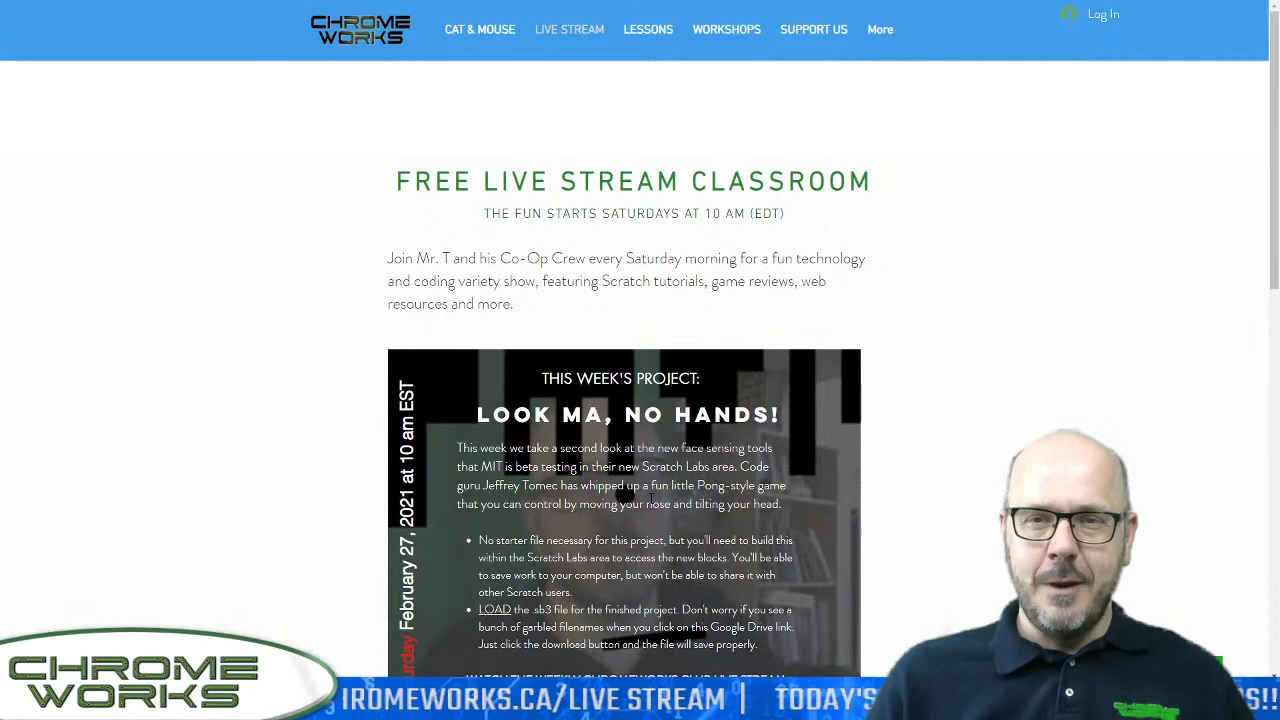 CHROME
WORKS
CAT & MOUSE
LIVE STREAM
LESSONS
WORKSHOPS
SUPPORT US
More
Log In
FREE LIVE STREAM CLASSROOM
THE FUN STARTS SATURDAYS AT 10 AM (EDT)
Join Mr. T and his Co-Op Crew every Saturday morning for a fun technology
and coding variety show, featuring Scratch tutorials, game reviews, web
resources and more.
February 27, 2021 at 10 am EST
THIS WEEK'S PROJECT:
LOOK MA, NO HANDS!
This week we take a second look at the new face sensing tools
that MIT is beta testing in their new Scratch Labs area. Code
guru Jeffrey Tomec has whipped up a fun little Pong-style game
that you can control by moving your nose and tilting your head.
• No starter file necessary for this project, but you'll need to build this
within the Scratch Labs area to access the new blocks. You'll be able
to save work to your computer, but won't be able to share it with
other Scratch users.
• LOAD the .sb3 file for the finished project. Don't worry if you see a
bunch of garbled filenames when you click on this Google Drive link.
Just click the download button and the file will save properly.
CHROME
WORKS
IROMEWORKS.CA/LIVE STREAM | TODAY'S